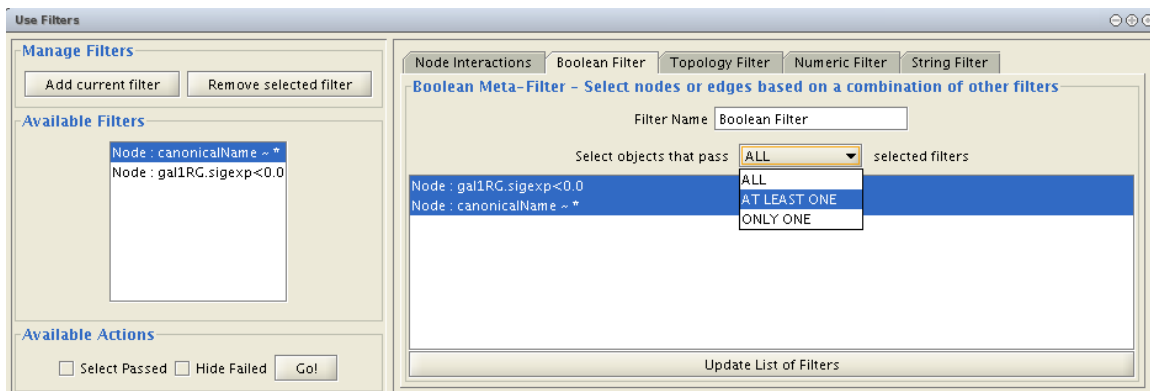 Use Filters
Manage Filters
Add current filter Remove selected filter
Available Filters
Node : canonicalName ~ *
Node : gal1RG.sigexp<0.0
Available Actions
Select Passed Hide Failed Go!
Node Interactions Boolean Filter Topology Filter Numeric Filter String Filter
Boolean Meta-Filter - Select nodes or edges based on a combination of other filters
Filter Name Boolean Filter
Select objects that pass ALL selected filters
ALL
AT LEAST ONE
ONLY ONE
Node : gal1RG.sigexp<0.0
Node : canonicalName ~ *
Update List of Filters